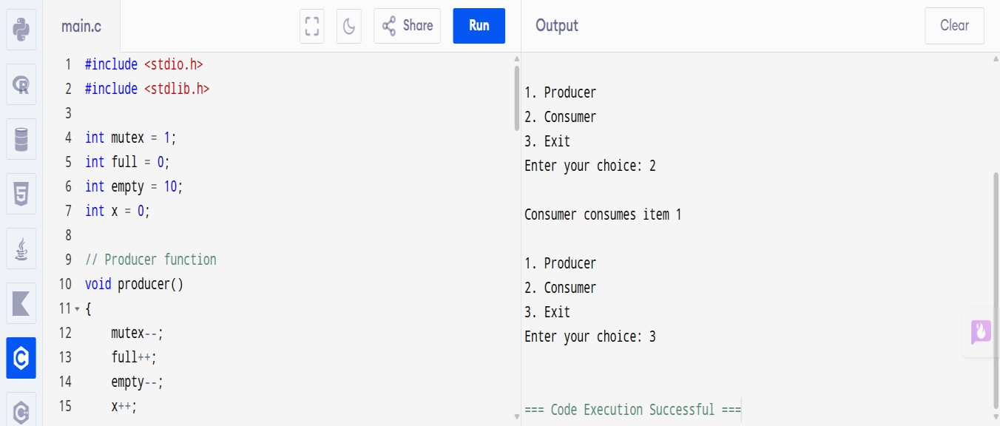 main.c
Share
Run
Output
Clear
1 #include <stdio.h>
2 #include <stdlib.h>
3
4 int mutex = 1;
5 int full = 0;
6 int empty = 10;
7 int x = 0;
8
9 // Producer function
10 void producer()
11 {
12 mutex--;
13 full++;
14 empty--;
15 x++;
1. Producer
2. Consumer
3. Exit
Enter your choice: 2
Consumer consumes item 1
1. Producer
2. Consumer
3. Exit
Enter your choice: 3
=== Code Execution Successful ===